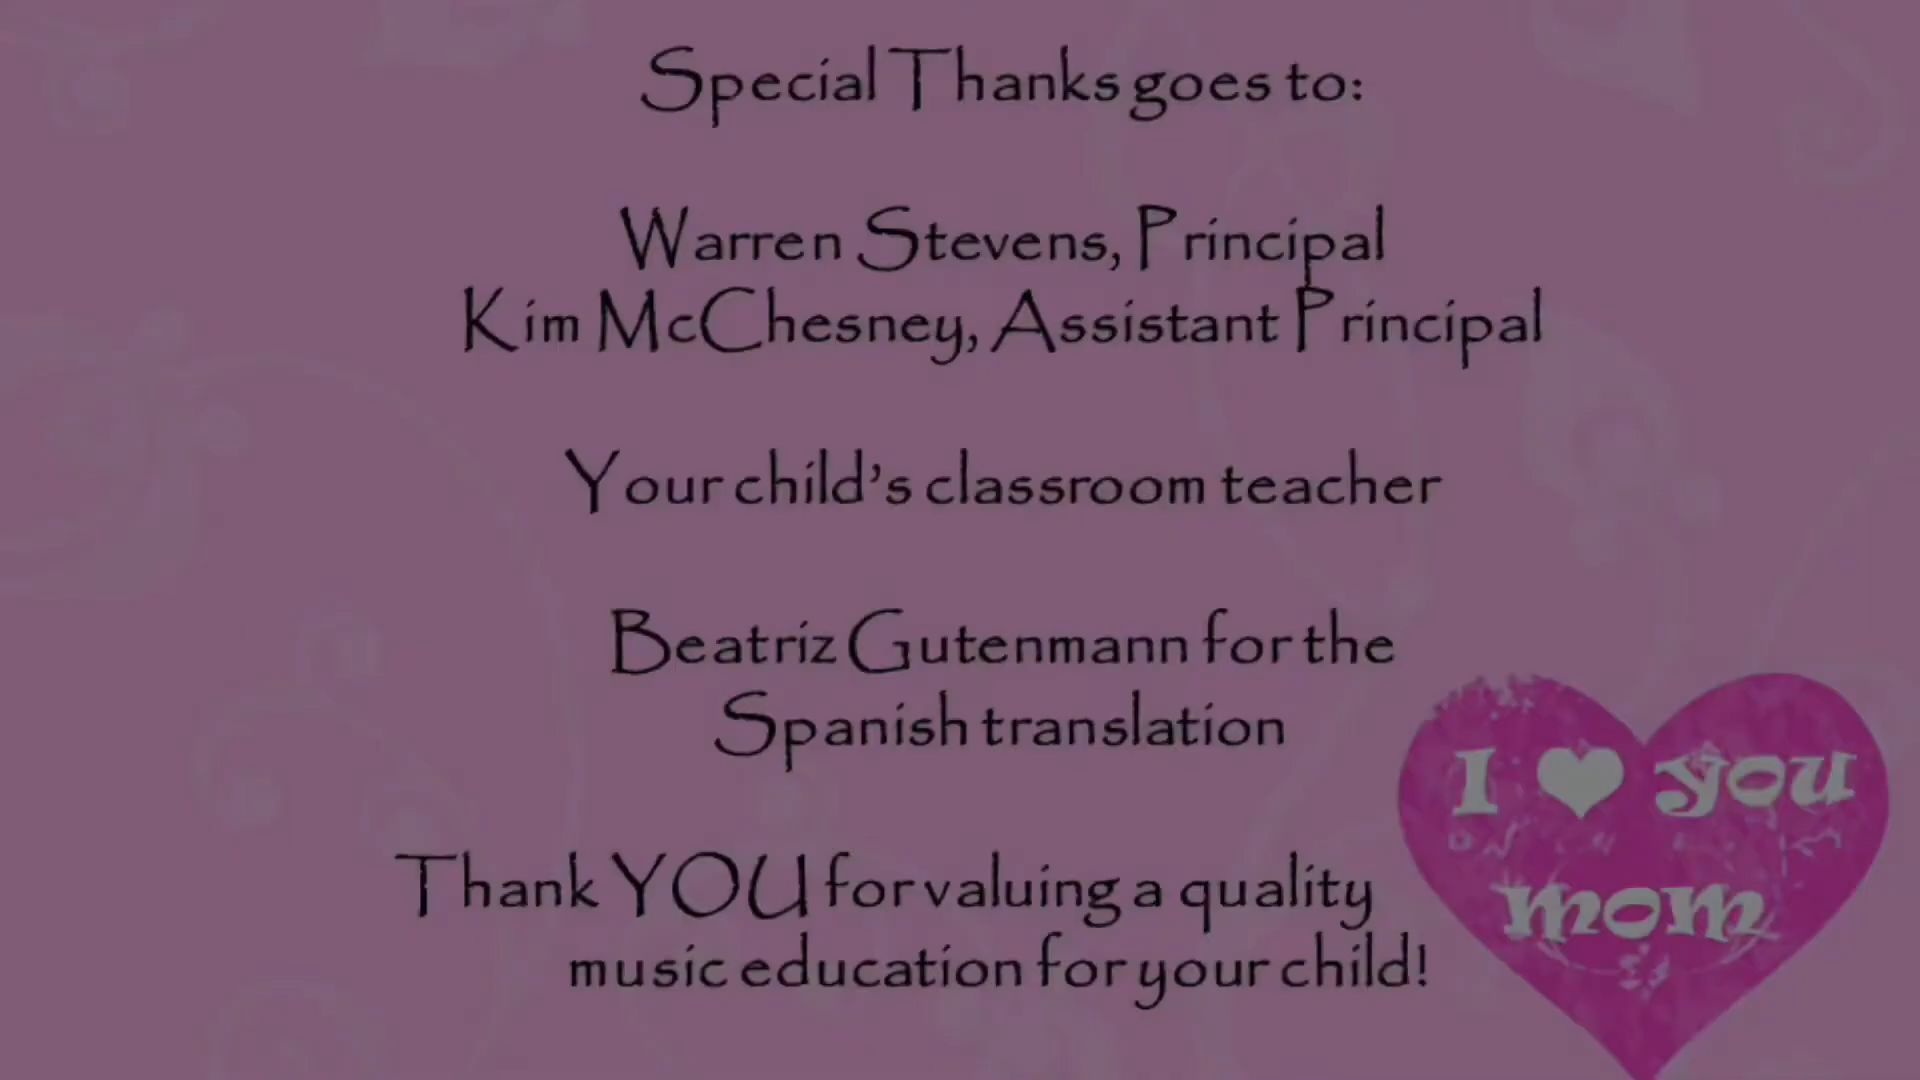 Special Thanks goes to:
Warren Stevens, Principal
Kim McChesney, Assistant Principal
Your child's classroom teacher
Beatriz Gutenmann for the
Spanish translation
Thank YOU for valuing a quality
music education for your child!
I ♥ you
mom